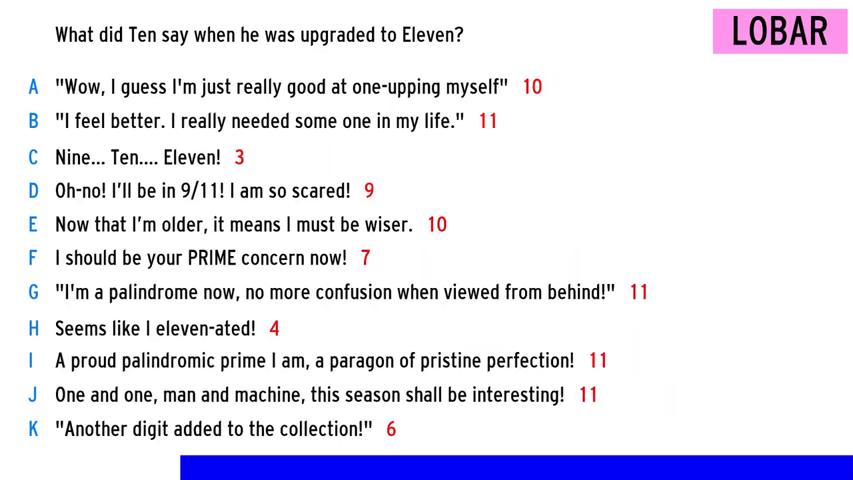 What did Ten say when he was upgraded to Eleven?
LOBAR
A "Wow, I guess I'm just really good at one-upping myself" 10
B "I feel better. I really needed some one in my life." 11
C Nine... Ten.... Eleven! 3
D Oh-no! I'll be in 9/11! I am so scared! 9
E Now that I'm older, it means I must be wiser. 10
F I should be your PRIME concern now! 7
G "I'm a palindrome now, no more confusion when viewed from behind!" 11
H Seems like I eleven-ated! 4
I A proud palindromic prime I am, a paragon of pristine perfection! 11
J One and one, man and machine, this season shall be interesting! 11
K "Another digit added to the collection!" 6